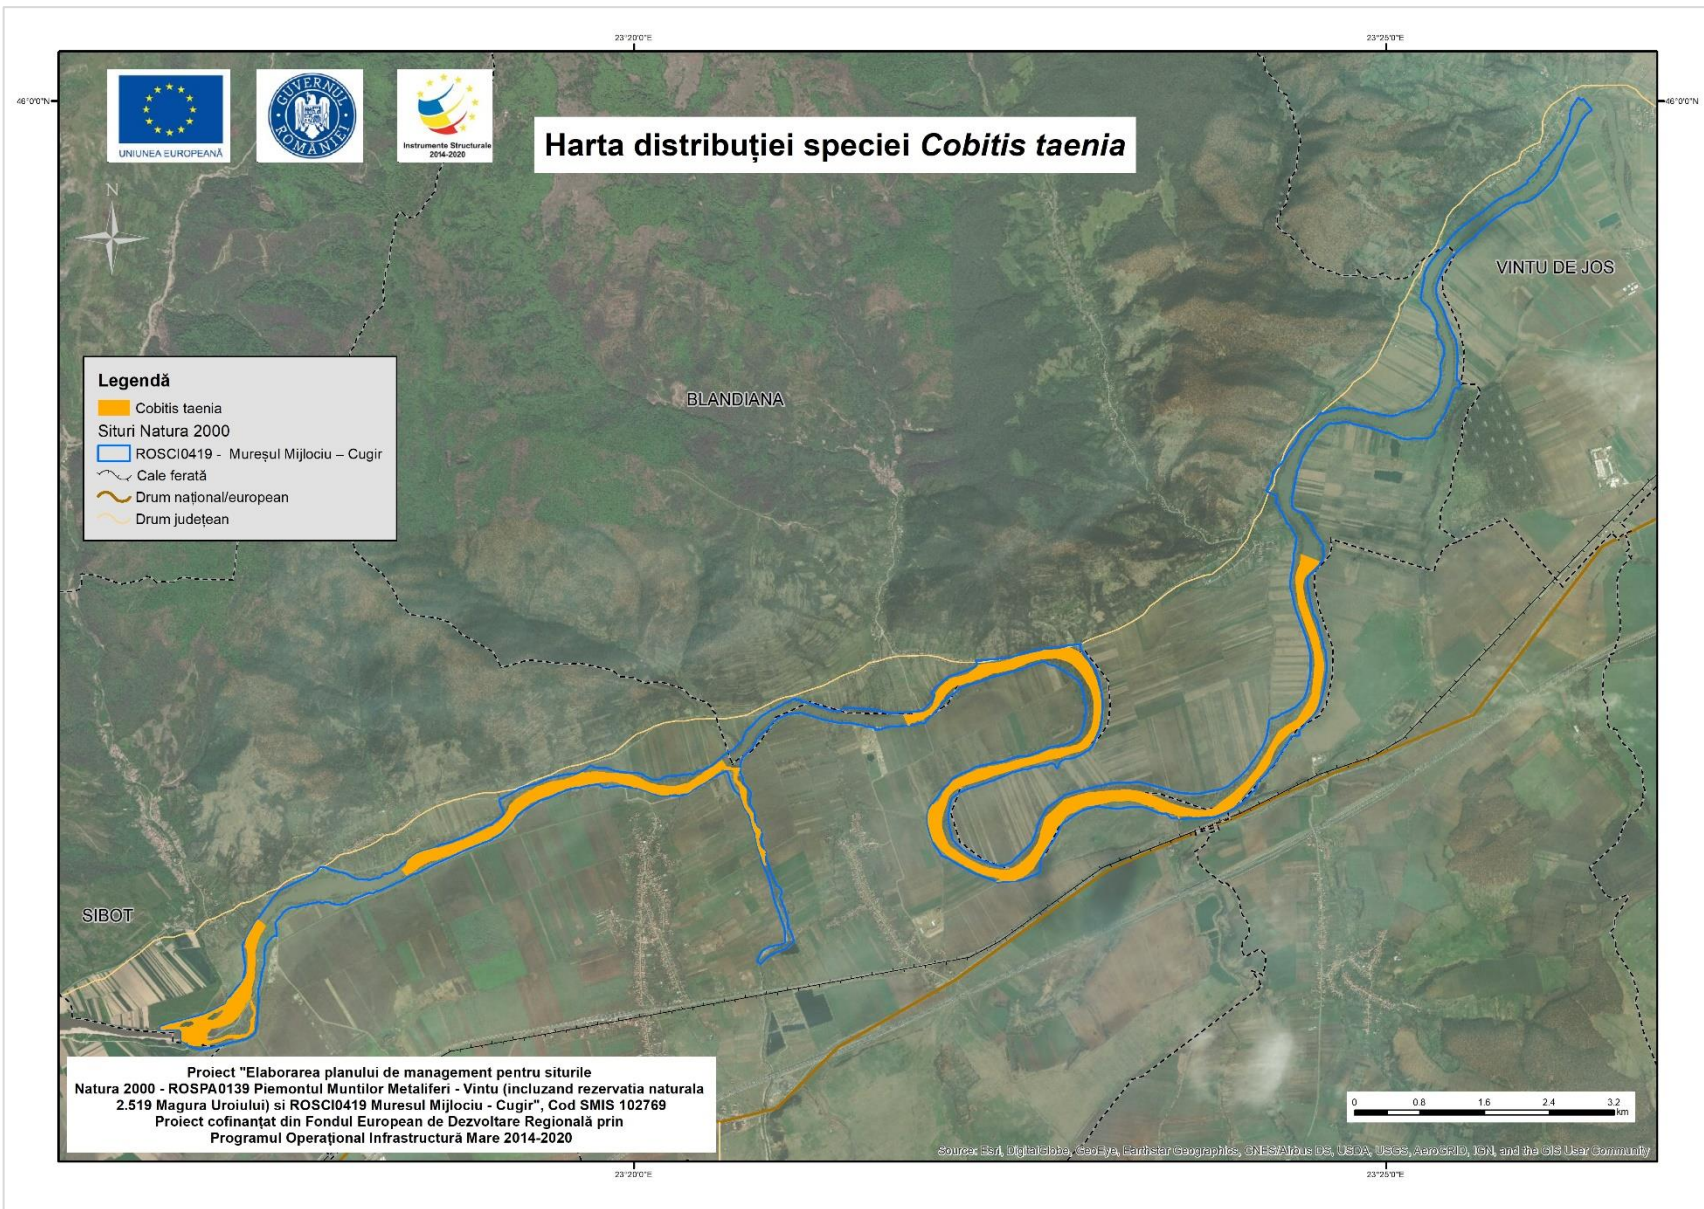 23°20'0"E
23°25'0"E
46°0'0"N
46°0'0"N
UNIUNEA EUROPEANĂ
GUVERNUL ROMÂNIEI
Instrumente Structurale
2014-2020
Harta distribuției speciei Cobitis taenia
N
VINTU DE JOS
BLANDIANA
SIBOT
Legendă
Cobitis taenia
Situri Natura 2000
ROSCI0419 - Mureșul Mijlociu – Cugir
Cale ferată
Drum național/european
Drum județean
Proiect "Elaborarea planului de management pentru siturile
Natura 2000 - ROSPA0139 Piemontul Muntilor Metaliferi - Vintu (incluzand rezervatia naturala
2.519 Magura Uroiului) si ROSCI0419 Muresul Mijlociu - Cugir", Cod SMIS 102769
Proiect cofinanțat din Fondul European de Dezvoltare Regională prin
Programul Operațional Infrastructură Mare 2014-2020
0 0.8 1.6 2.4 3.2
km
Source: Esri, DigitalGlobe, GeoEye, Earthstar Geographics, CNES/Airbus DS, USDA, USGS, AeroGRID, IGN, and the GIS User Community
23°20'0"E
23°25'0"E